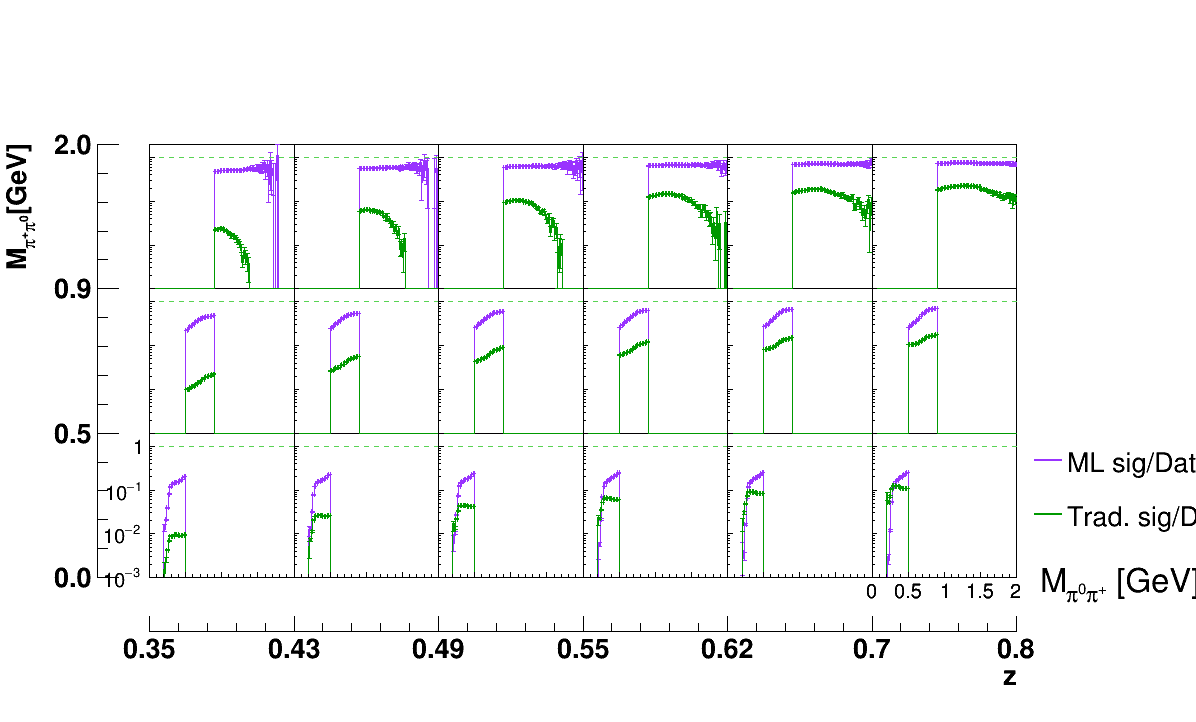 2.0
M_{π⁺π⁰} [GeV]
0.9
0.5
1
10⁻¹
10⁻²
0.0
10⁻³
ML sig/Dat
Trad. sig/D
0 0.5 1 1.5 2
M_{π⁰π⁺} [GeV]
0.35 0.43 0.49 0.55 0.62 0.7 0.8
z